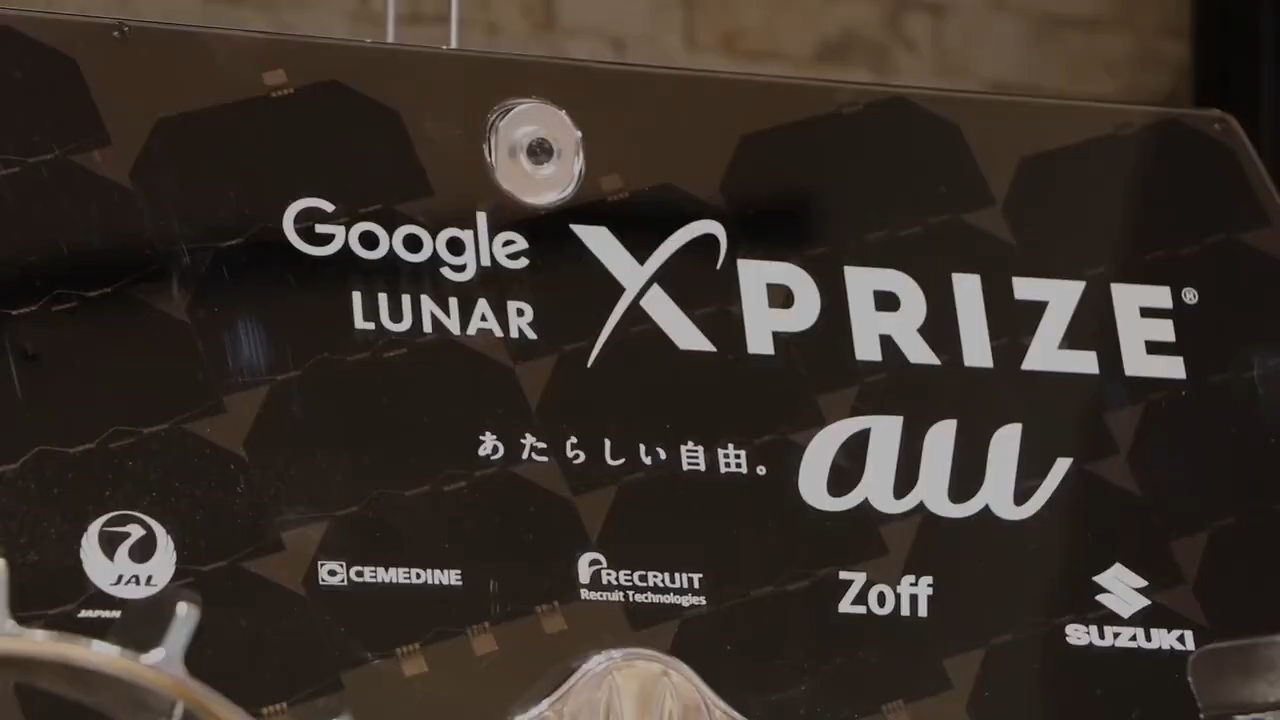 Google
LUNAR
XPRIZE®
あたらしい自由。
au
JAL
JAPAN
CEMEDINE
RECRUIT
Recruit Technologies
Zoff
SUZUKI